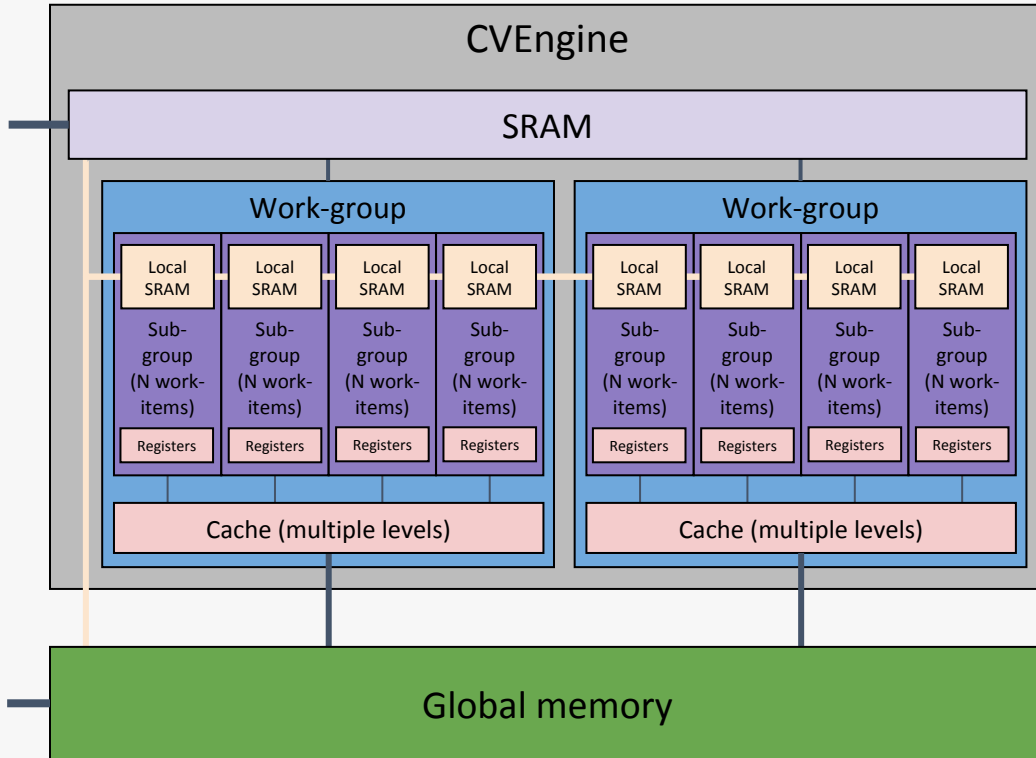 CVEngine
SRAM
Work-group
Local
SRAM
Sub-
group
(N work-
items)
Registers
Local
SRAM
Sub-
group
(N work-
items)
Registers
Local
SRAM
Sub-
group
(N work-
items)
Registers
Local
SRAM
Sub-
group
(N work-
items)
Registers
Cache (multiple levels)
Work-group
Local
SRAM
Sub-
group
(N work-
items)
Registers
Local
SRAM
Sub-
group
(N work-
items)
Registers
Local
SRAM
Sub-
group
(N work-
items)
Registers
Local
SRAM
Sub-
group
(N work-
items)
Registers
Cache (multiple levels)
Global memory